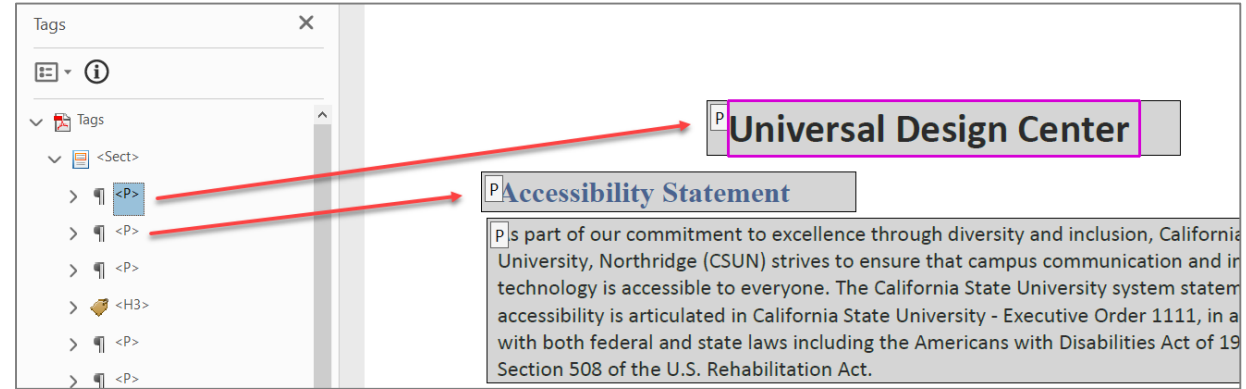 Tags
Tags
<Sect>
<P>
<P>
<P>
<H3>
<P>
<P>
P
Universal Design Center
P
Accessibility Statement
P
s part of our commitment to excellence through diversity and inclusion, California
University, Northridge (CSUN) strives to ensure that campus communication and
technology is accessible to everyone. The California State University system
accessibility is articulated in California State University - Executive Order 1111, in
with both federal and state laws including the Americans with Disabilities Act of
Section 508 of the U.S. Rehabilitation Act.